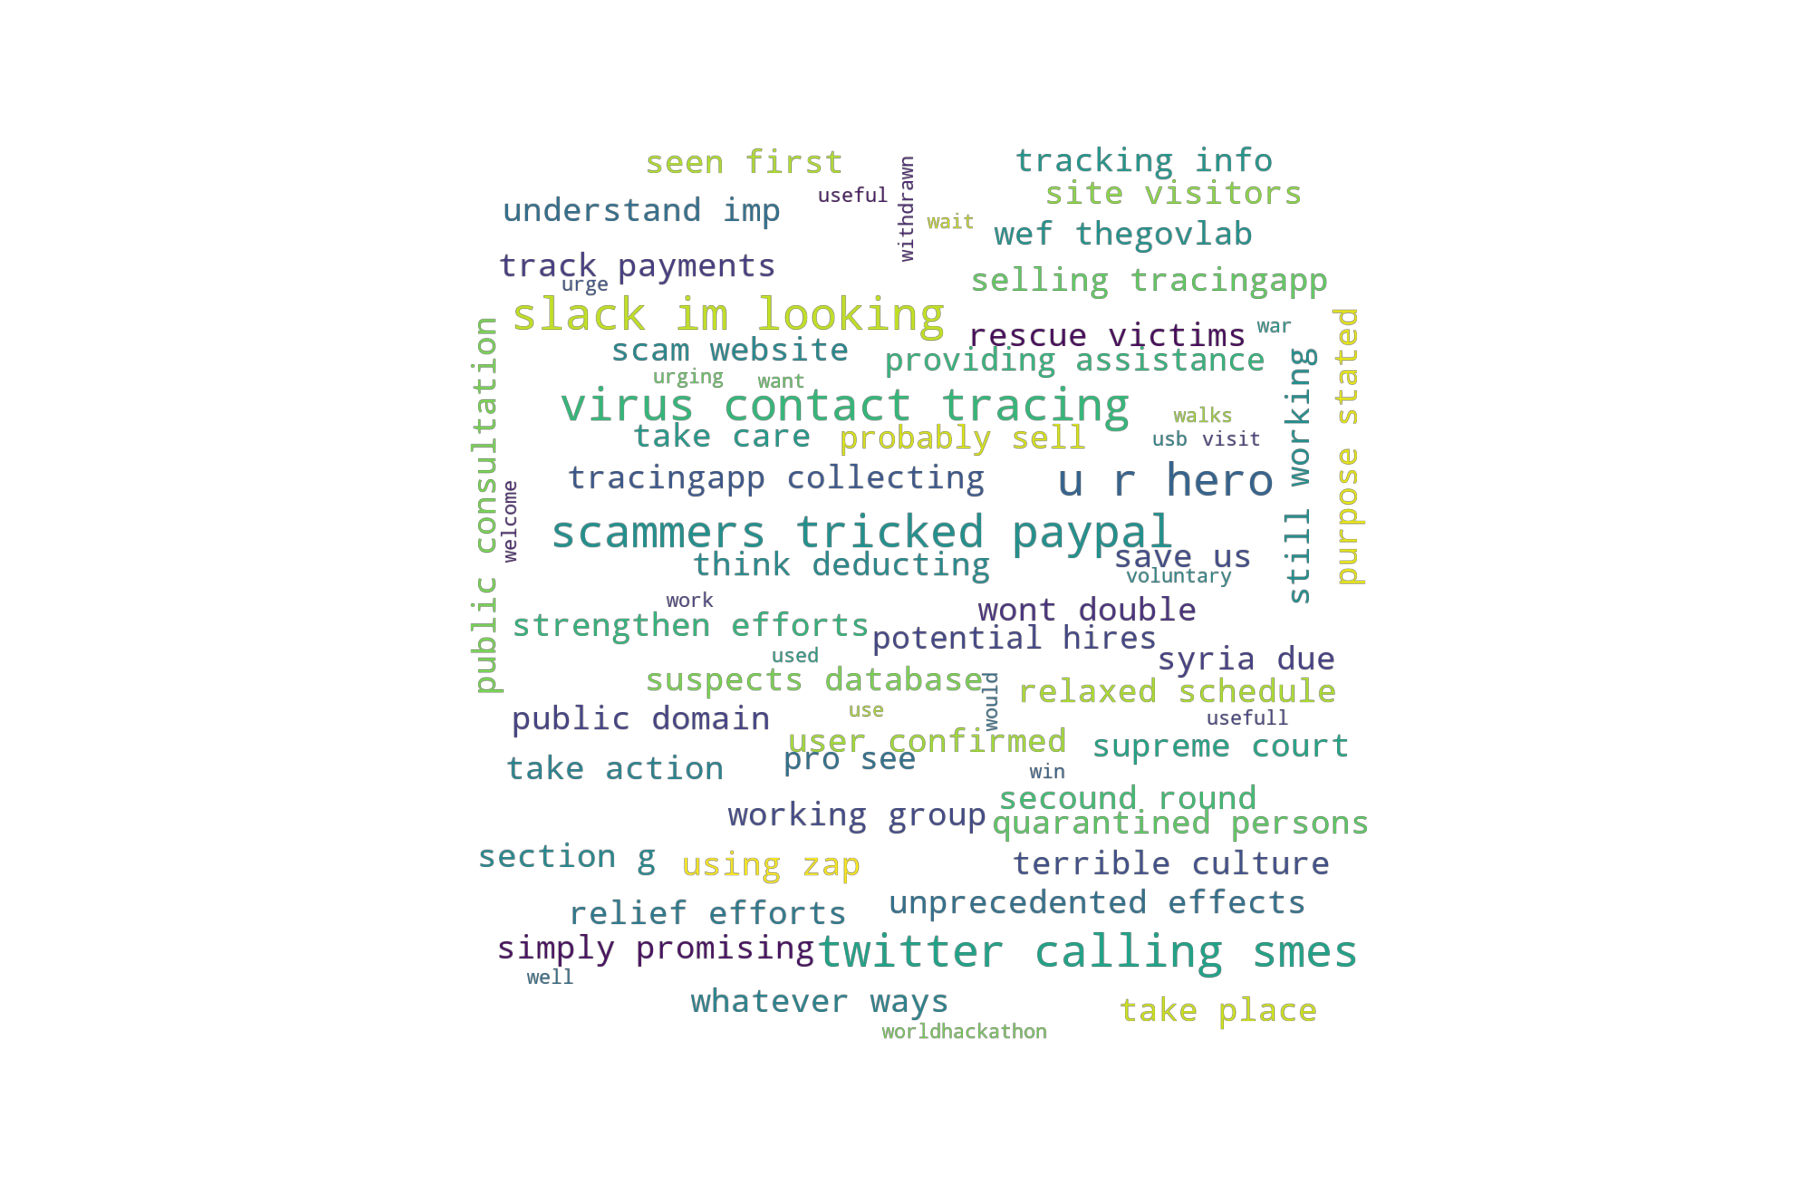 seen first
tracking info
useful
withdrawn
site visitors
understand imp
wait
wef thegovlab
track payments
urge
selling tracingapp
slack im looking
rescue victims
war
purpose stated
public consultation
scam website
providing assistance
still working
urging
want
virus contact tracing
walks
take care
probably sell
usb
visit
tracingapp collecting
u r hero
welcome
scammers tricked paypal
think deducting
save us
voluntary
work
wont double
strengthen efforts
potential hires
used
syria due
suspects database
would
relaxed schedule
use
public domain
usefull
user confirmed
supreme court
pro see
take action
win
secound round
working group
quarantined persons
section g
using zap
terrible culture
relief efforts
unprecedented effects
simply promising
twitter calling smes
well
whatever ways
take place
worldhackathon